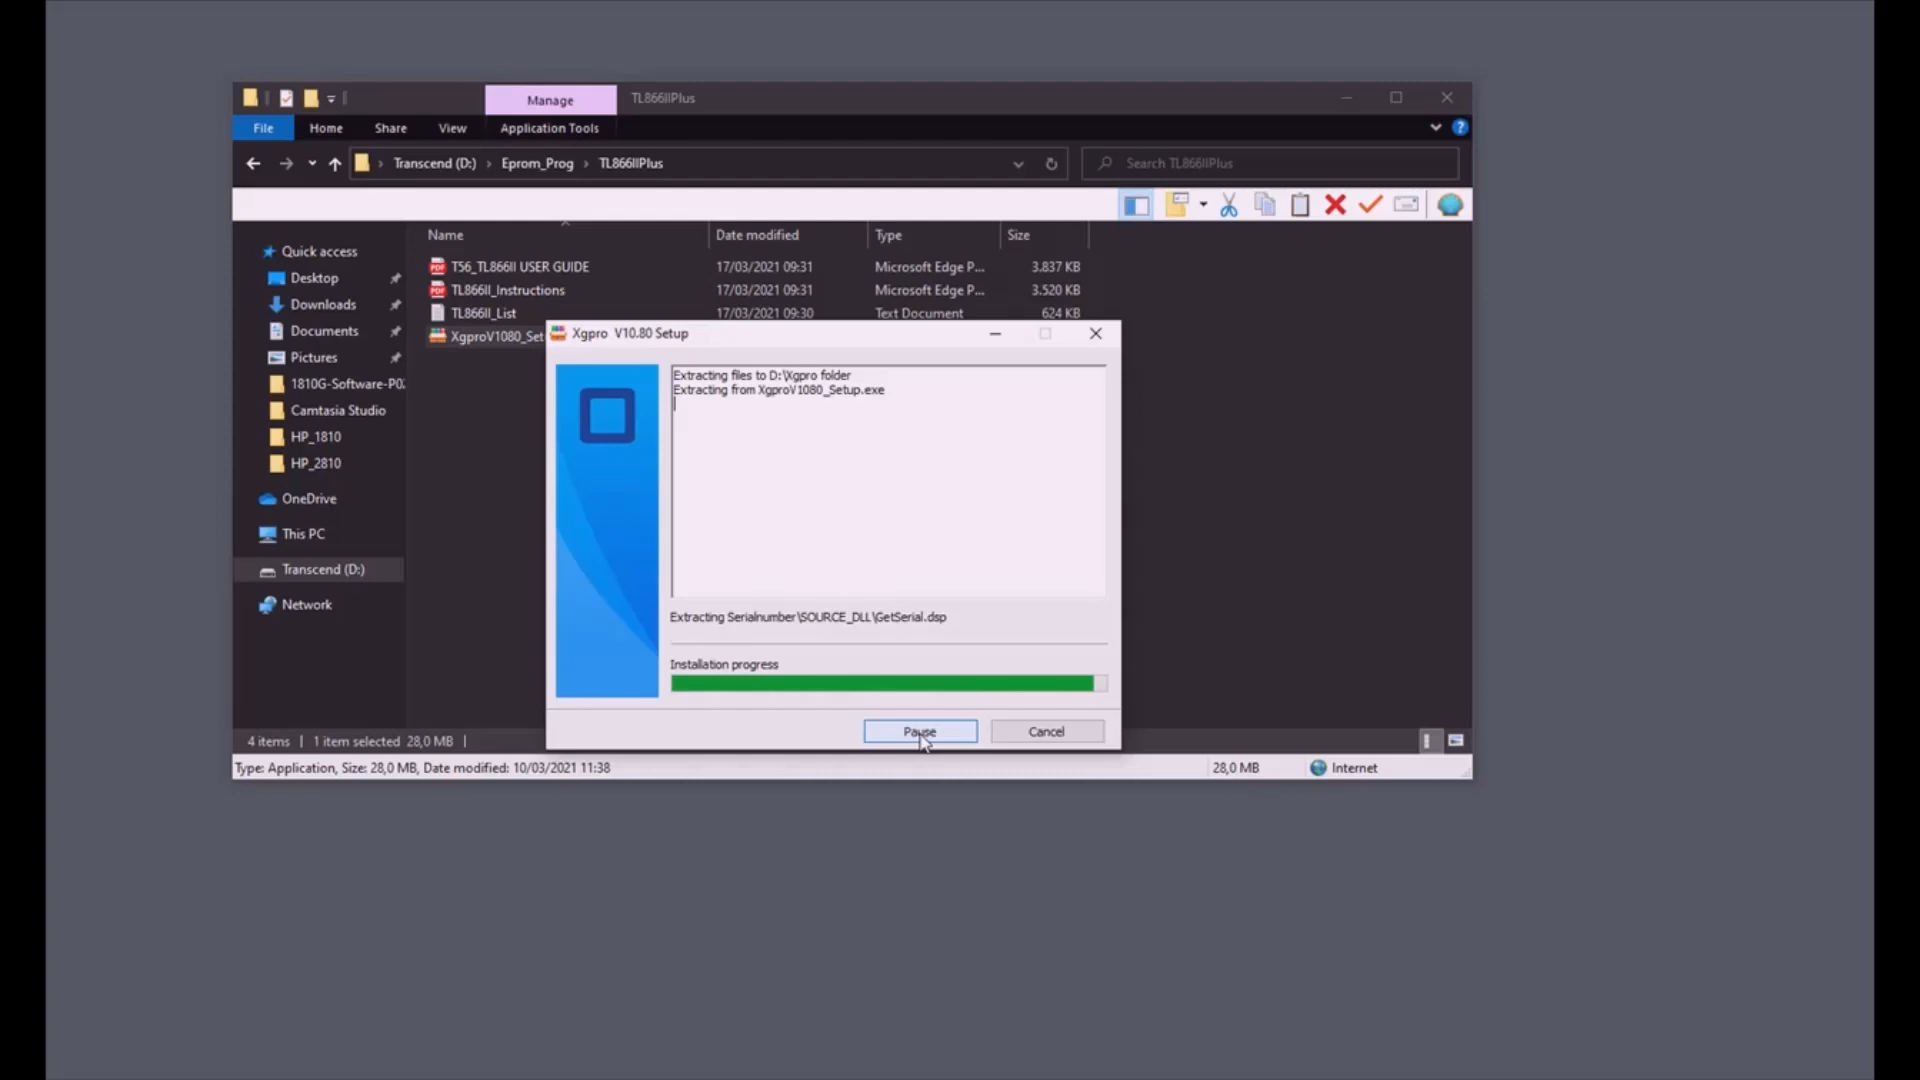 Manage
TL866IIPlus
File
Home
Share
View
Application Tools
Transcend (D:)
Eprom_Prog
TL866IIPlus
Search TL866IIPlus
Name
Date modified
Type
Size
Quick access
Desktop
Downloads
Documents
Pictures
1810G-Software-P02
Camtasia Studio
HP_1810
HP_2810
OneDrive
This PC
Transcend (D:)
Network
T56_TL866II USER GUIDE 17/03/2021 09:31 Microsoft Edge P... 3.837 KB
TL866II_Instructions 17/03/2021 09:31 Microsoft Edge P... 3.520 KB
TL866II_List 17/03/2021 09:30 Text Document 624 KB
XgproV1080_Set
Xgpro V10.80 Setup
Extracting files to D:\Xgpro folder
Extracting from XgproV1080_Setup.exe
Extracting Serialnumber\SOURCE_DLL\GetSerial.dsp
Installation progress
Pause
Cancel
4 items
1 item selected 28,0 MB
Type: Application, Size: 28,0 MB, Date modified: 10/03/2021 11:38
28,0 MB
Internet